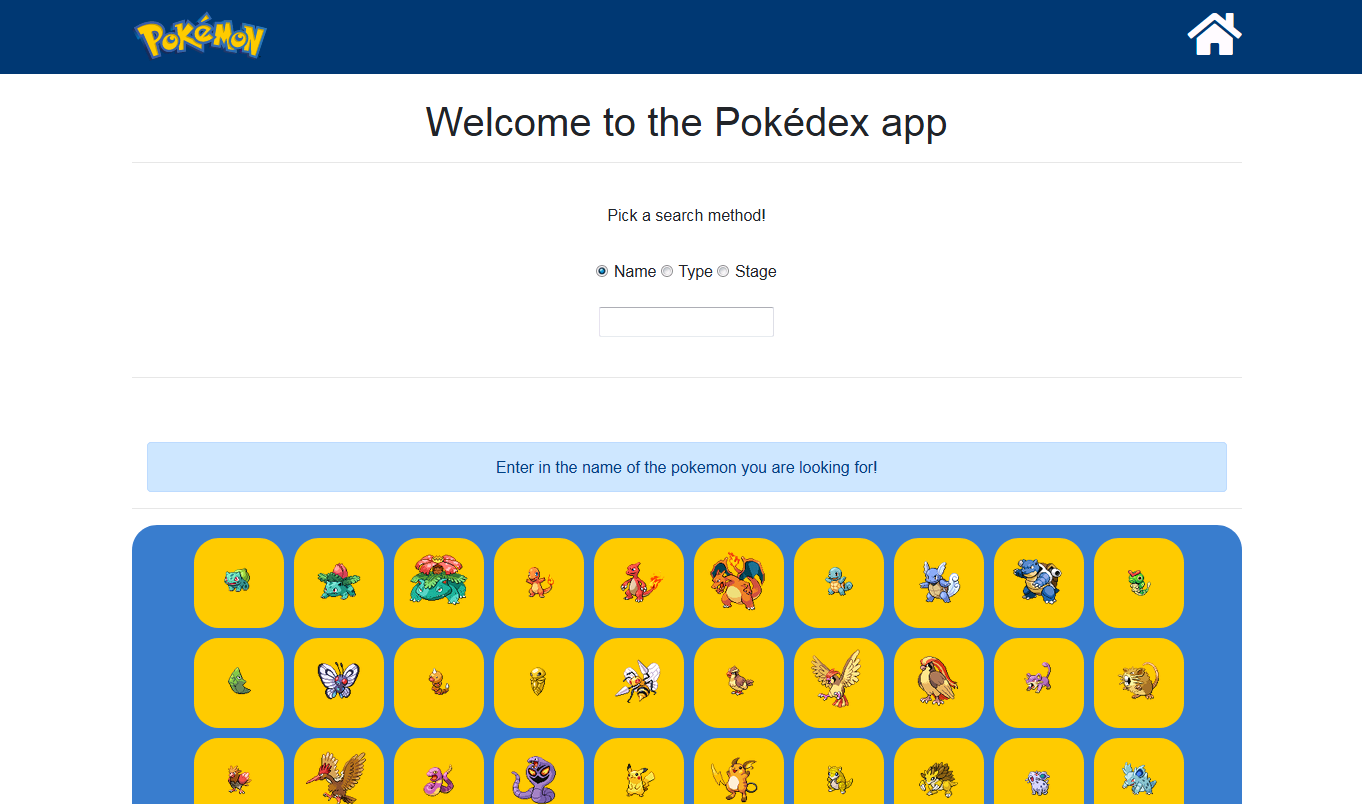 POKéMON
Welcome to the Pokédex app
Pick a search method!
Name Type Stage
Enter in the name of the pokemon you are looking for!